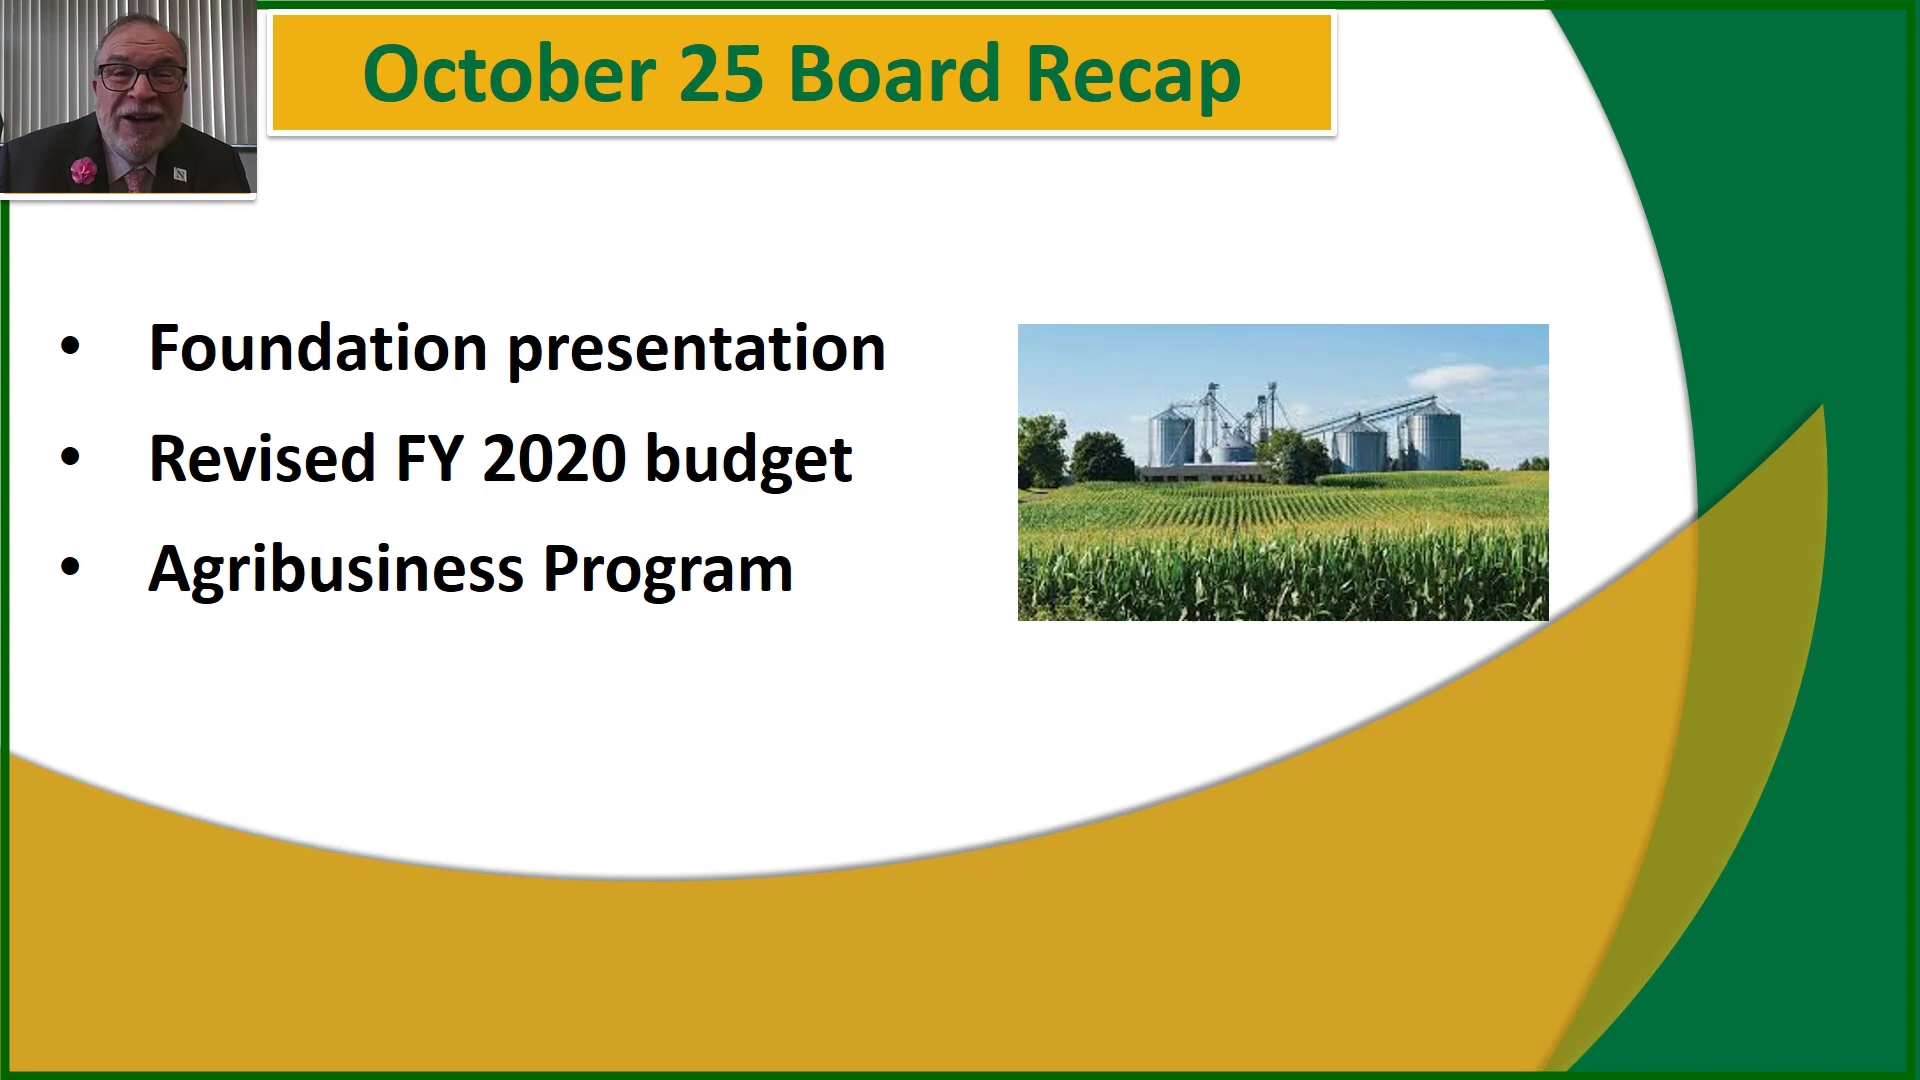 October 25 Board Recap
• Foundation presentation
• Revised FY 2020 budget
• Agribusiness Program